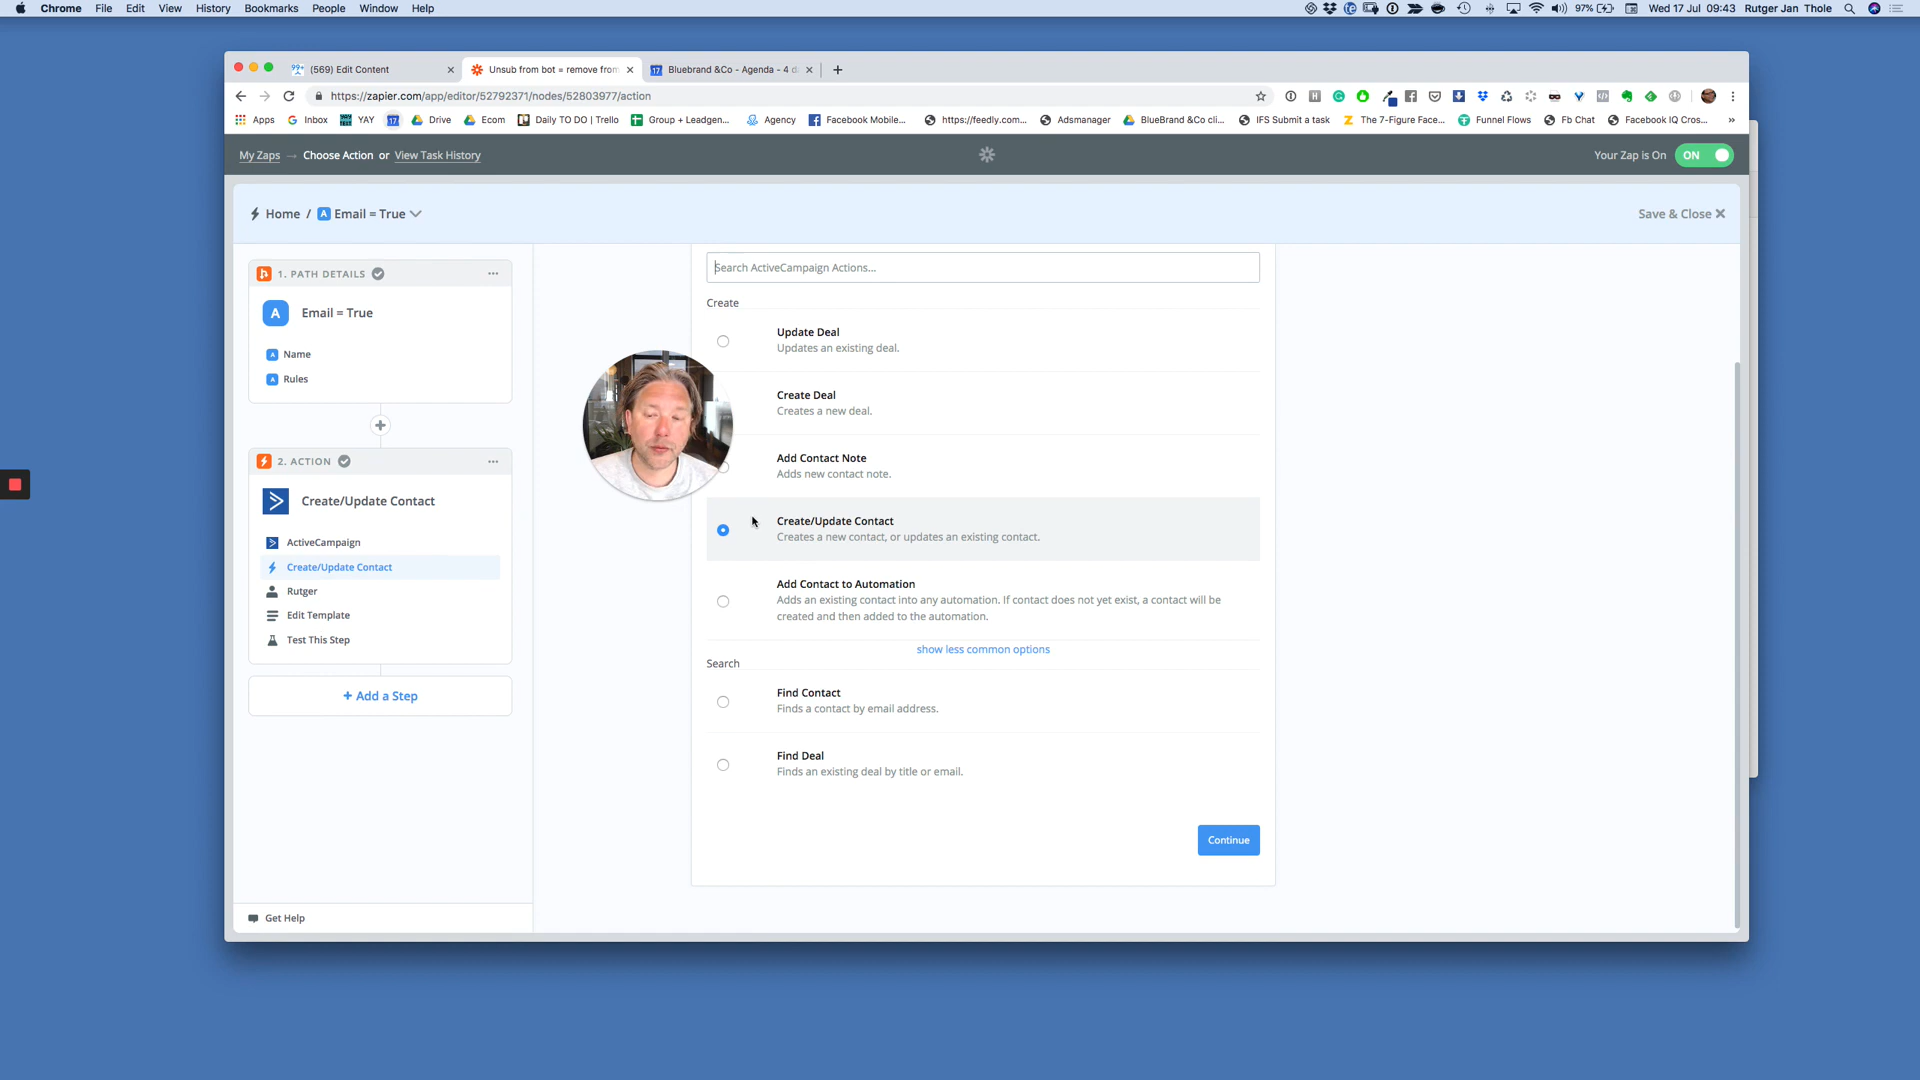 Chrome File Edit View History Bookmarks People Window Help
97% Wed 17 Jul 09:43 Rutger Jan Thole
(569) Edit Content
Unsub from bot = remove from
17 Bluebrand &Co - Agenda - 4 d
https://zapier.com/app/editor/52792371/nodes/52803977/action
Apps Inbox YAY 17 Drive Ecom Daily TO DO | Trello Group + Leadgen... Agency Facebook Mobile... https://feedly.com... Adsmanager BlueBrand &Co cli... IFS Submit a task The 7-Figure Face... Funnel Flows Fb Chat Facebook IQ Cros... »
My Zaps → Choose Action or View Task History
Your Zap is On ON
Home / A Email = True
Save & Close
1. PATH DETAILS
A Email = True
A Name
A Rules
2. ACTION
Create/Update Contact
ActiveCampaign
Create/Update Contact
Rutger
Edit Template
Test This Step
+ Add a Step
Get Help
Search ActiveCampaign Actions...
Create
Update Deal
Updates an existing deal.
Create Deal
Creates a new deal.
Add Contact Note
Adds new contact note.
Create/Update Contact
Creates a new contact, or updates an existing contact.
Add Contact to Automation
Adds an existing contact into any automation. If contact does not yet exist, a contact will be
created and then added to the automation.
show less common options
Search
Find Contact
Finds a contact by email address.
Find Deal
Finds an existing deal by title or email.
Continue